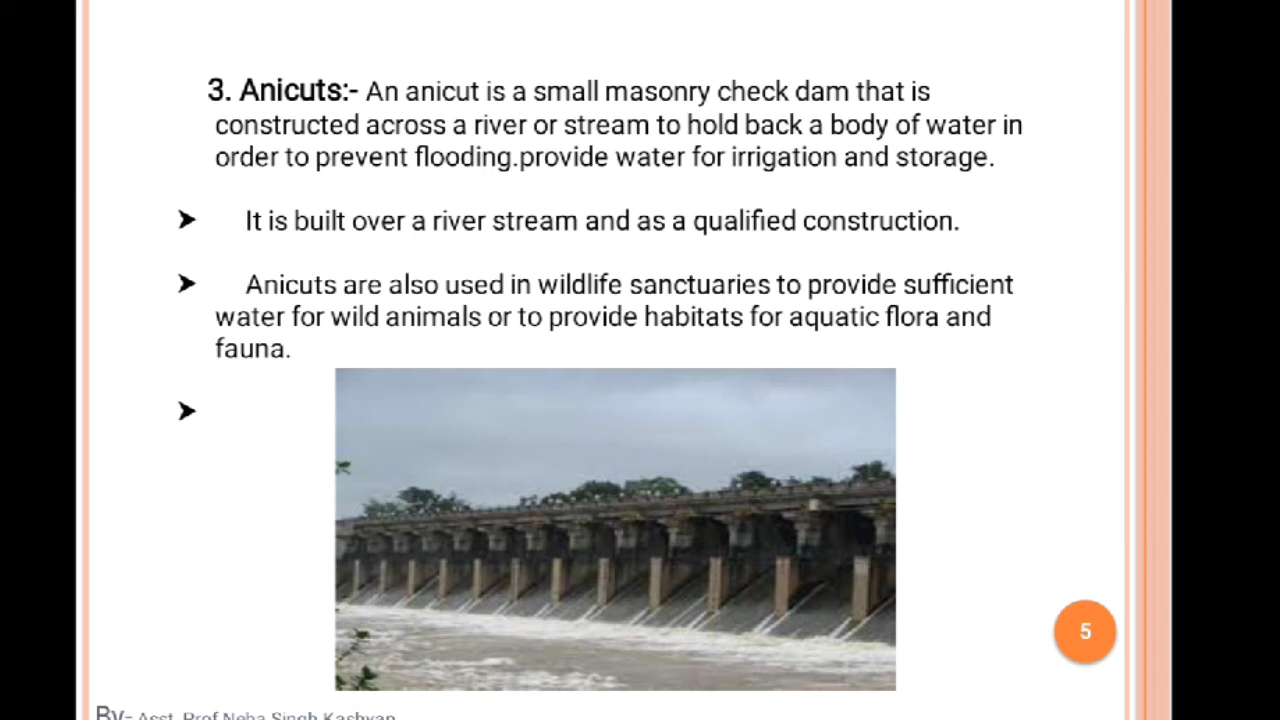 3. Anicuts:- An anicut is a small masonry check dam that is
constructed across a river or stream to hold back a body of water in
order to prevent flooding.provide water for irrigation and storage.
It is built over a river stream and as a qualified construction.
Anicuts are also used in wildlife sanctuaries to provide sufficient
water for wild animals or to provide habitats for aquatic flora and
fauna.
5
By- Asst. Prof Neha Singh Kashyap